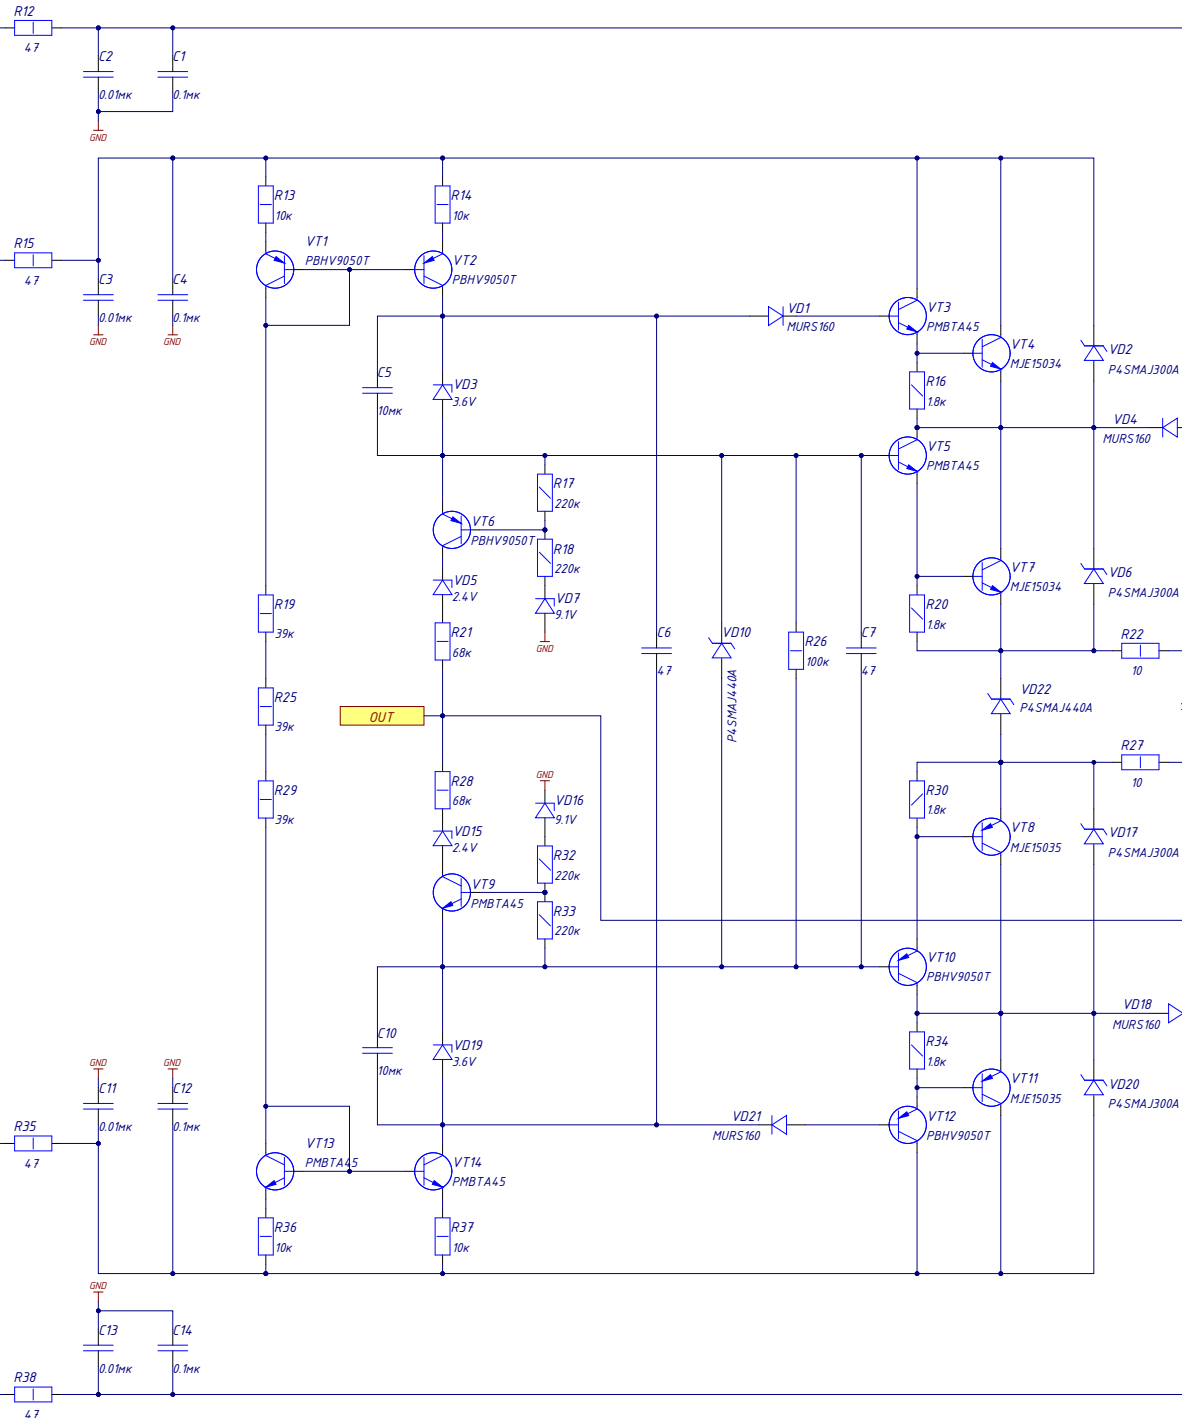 R12
47
C2
0.01мк
C1
0.1мк
GND
R15
47
C3
0.01мк
GND
C4
0.1мк
GND
R13
10к
R14
10к
VT1
PBHV9050T
VT2
PBHV9050T
VD1
MURS160
VT3
PMBTA45
VT4
MJE15034
VD2
P4SMAJ300A
C5
10мк
VD3
3.6V
R16
1.8к
VD4
MURS160
VT5
PMBTA45
R17
220к
VT6
PBHV9050T
R18
220к
VD5
2.4V
VD7
9.1V
GND
VT7
MJE15034
VD6
P4SMAJ300A
R19
39к
R21
68к
C6
47
VD10
P4SMAJ440A
R26
100к
C7
47
R20
1.8к
R22
10
R25
39к
OUT
VD22
P4SMAJ440A
R27
10
R29
39к
R28
68к
GND
VD16
9.1V
R30
1.8к
VD15
2.4V
VT8
MJE15035
VD17
P4SMAJ300A
R32
220к
VT9
PMBTA45
R33
220к
VT10
PBHV9050T
VD18
MURS160
C10
10мк
VD19
3.6V
R34
1.8к
VT11
MJE15035
VD20
P4SMAJ300A
GND
C11
0.01мк
GND
C12
0.1мк
R35
47
VD21
MURS160
VT12
PBHV9050T
VT13
PMBTA45
VT14
PMBTA45
R36
10к
R37
10к
GND
C13
0.01мк
C14
0.1мк
R38
47